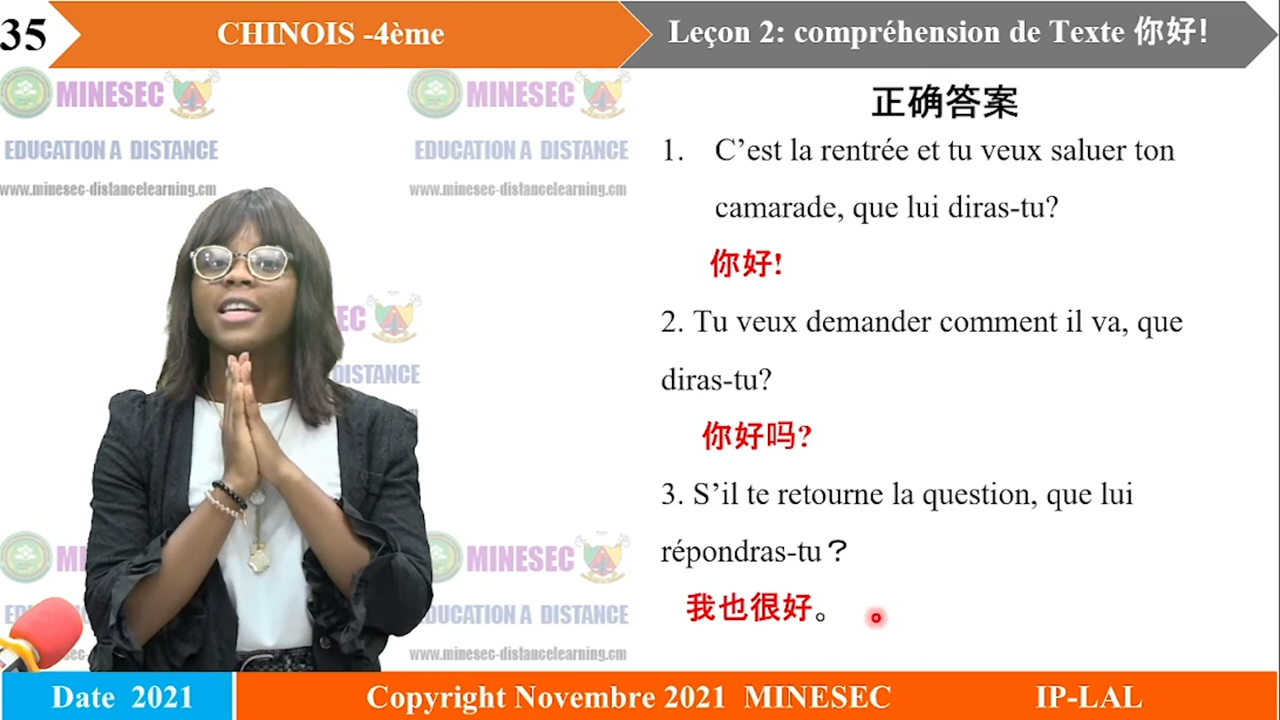 35
CHINOIS -4ème
Leçon 2: compréhension de Texte 你好!
MINESEC
MINESEC
EDUCATION A DISTANCE
EDUCATION A DISTANCE
www.minesec-distancelearning.cm
www.minesec-distancelearning.cm
正确答案
1. C’est la rentrée et tu veux saluer ton
camarade, que lui diras-tu?
你好!
2. Tu veux demander comment il va, que
diras-tu?
你好吗?
3. S’il te retourne la question, que lui
répondras-tu？
我也很好。
EC
DISTANCE
MINESEC
EDUCATION A DISTANCE
www.minesec-distancelearning.cm
Date 2021
Copyright Novembre 2021 MINESEC
IP-LAL